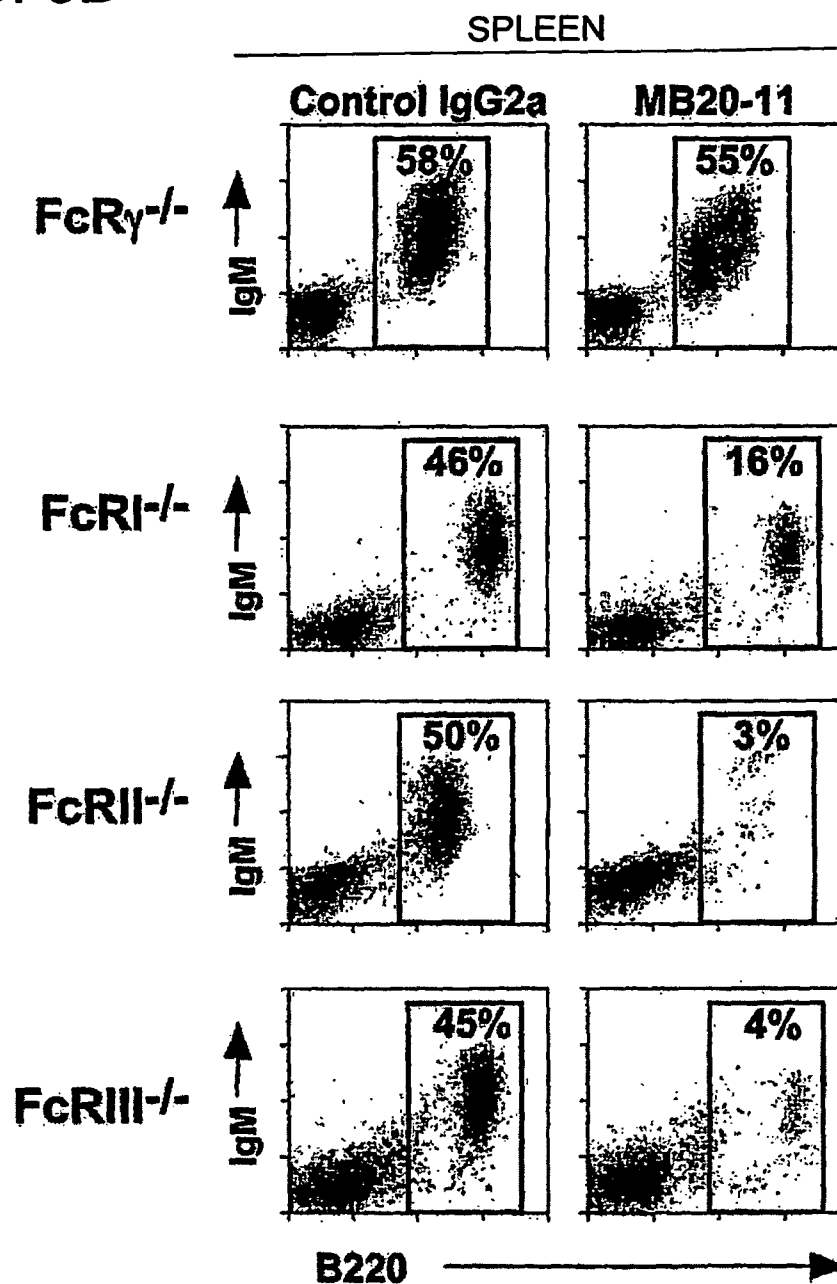 SPLEEN
Control IgG2a MB20-11
FcRγ-/-
IgM
58%
55%
FcRI-/-
IgM
46%
16%
FcRII-/-
IgM
50%
3%
FcRIII-/-
IgM
45%
4%
B220